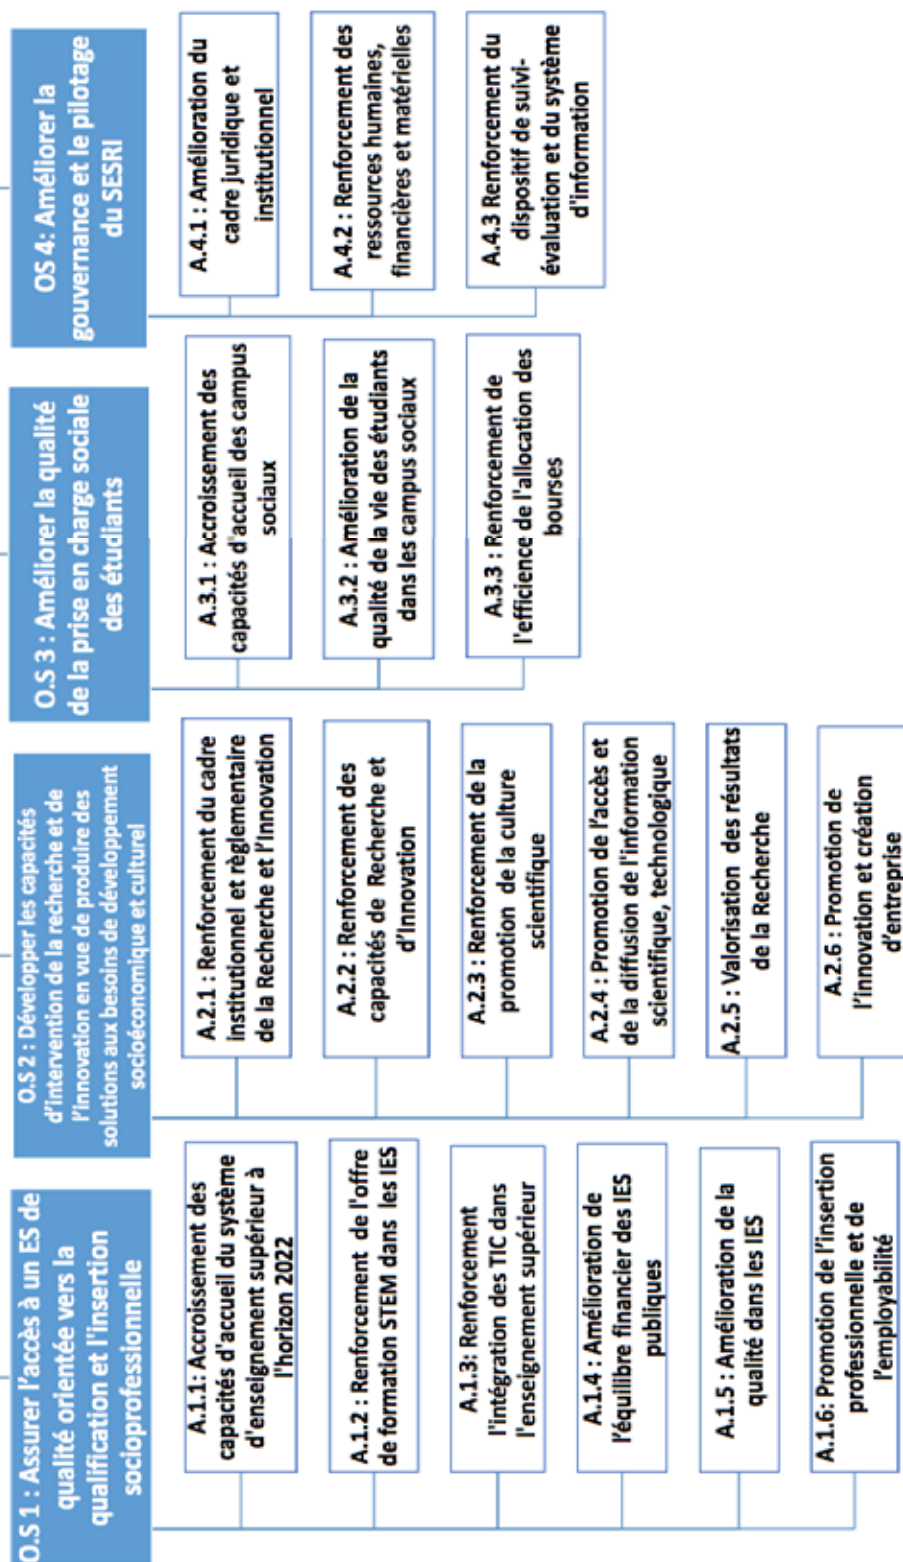 O.S 1 : Assurer l'accès à un ES de
qualité orientée vers la
qualification et l'insertion
socioprofessionnelle
A.1.1: Accroissement des
capacités d'accueil du système
d'enseignement supérieur à
l'horizon 2022
A.1.2 : Renforcement de l'offre
de formation STEM dans les IES
A.1.3: Renforcement
l'intégration des TIC dans
l'enseignement supérieur
A.1.4 : Amélioration de
l'équilibre financier des IES
publiques
A.1.5 : Amélioration de la
qualité dans les IES
A.1.6: Promotion de l'insertion
professionnelle et de
l'employabilité
O.S 2 : Développer les capacités
d'intervention de la recherche et de
l'innovation en vue de produire des
solutions aux besoins de développement
socioéconomique et culturel
A.2.1 : Renforcement du cadre
institutionnel et règlementaire
de la Recherche et l'Innovation
A.2.2 : Renforcement des
capacités de Recherche et
d'Innovation
A.2.3 : Renforcement de la
promotion de la culture
scientifique
A.2.4 : Promotion de l'accès et
de la diffusion de l'information
scientifique, technologique
A.2.5 : Valorisation des résultats
de la Recherche
A.2.6 : Promotion de
l'innovation et création
d'entreprise
O.S 3 : Améliorer la qualité
de la prise en charge sociale
des étudiants
A.3.1 : Accroissement des
capacités d'accueil des campus
sociaux
A.3.2 : Amélioration de la
qualité de la vie des étudiants
dans les campus sociaux
A.3.3 : Renforcement de
l'efficience de l'allocation des
bourses
OS 4: Améliorer la
gouvernance et le pilotage
du SESRI
A.4.1 : Amélioration du
cadre juridique et
institutionnel
A.4.2 : Renforcement des
ressources humaines,
financières et matérielles
A.4.3 Renforcement du
dispositif de suivi-
évaluation et du système
d'information